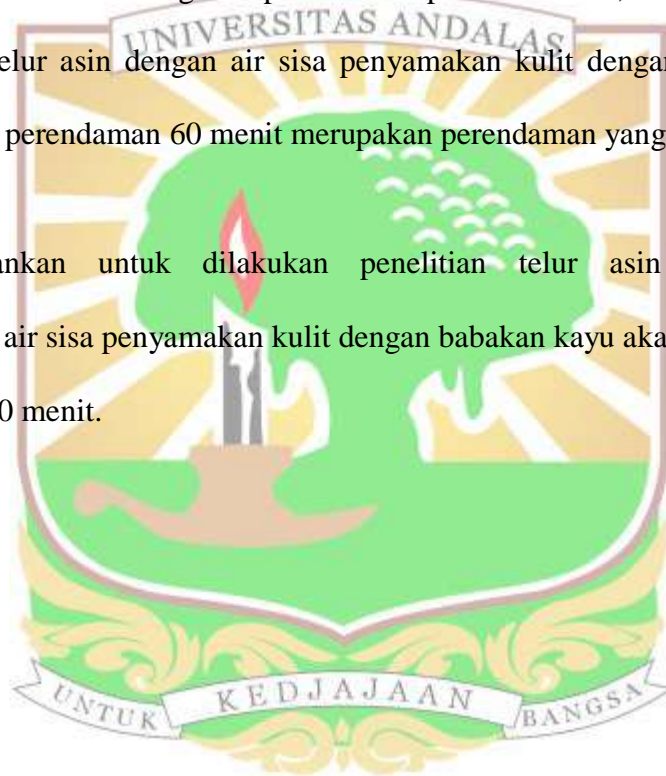 UNIVERSITAS ANDALAS
elur asin dengan air sisa penyamakan kulit dengan
perendaman 60 menit merupakan perendaman yang
ankan untuk dilakukan penelitian telur asin
air sisa penyamakan kulit dengan babakan kayu aka
0 menit.
UNTUK KEDJAJAAN BANGSA